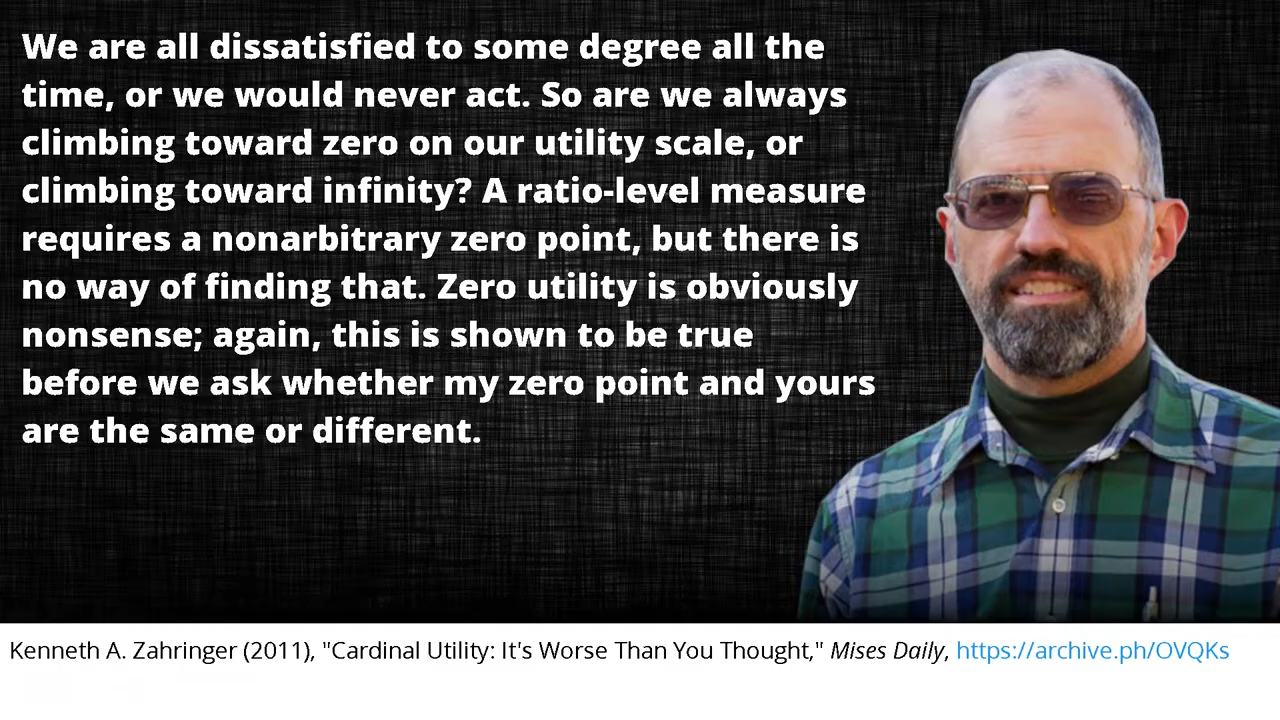 We are all dissatisfied to some degree all the
time, or we would never act. So are we always
climbing toward zero on our utility scale, or
climbing toward infinity? A ratio-level measure
requires a nonarbitrary zero point, but there is
no way of finding that. Zero utility is obviously
nonsense; again, this is shown to be true
before we ask whether my zero point and yours
are the same or different.
Kenneth A. Zahringer (2011), "Cardinal Utility: It's Worse Than You Thought," Mises Daily, https://archive.ph/OVQKs